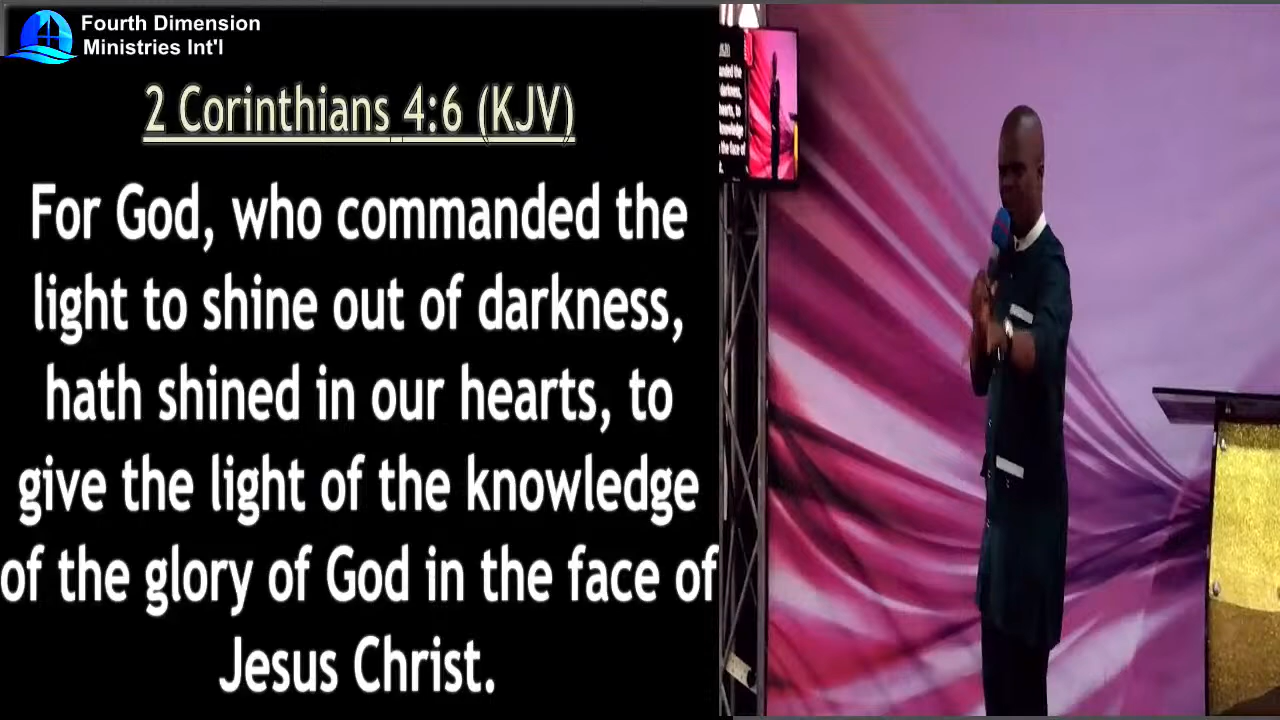 Fourth Dimension
Ministries Int'l
2 Corinthians 4:6 (KJV)
For God, who commanded the
light to shine out of darkness,
hath shined in our hearts, to
give the light of the knowledge
of the glory of God in the face of
Jesus Christ.